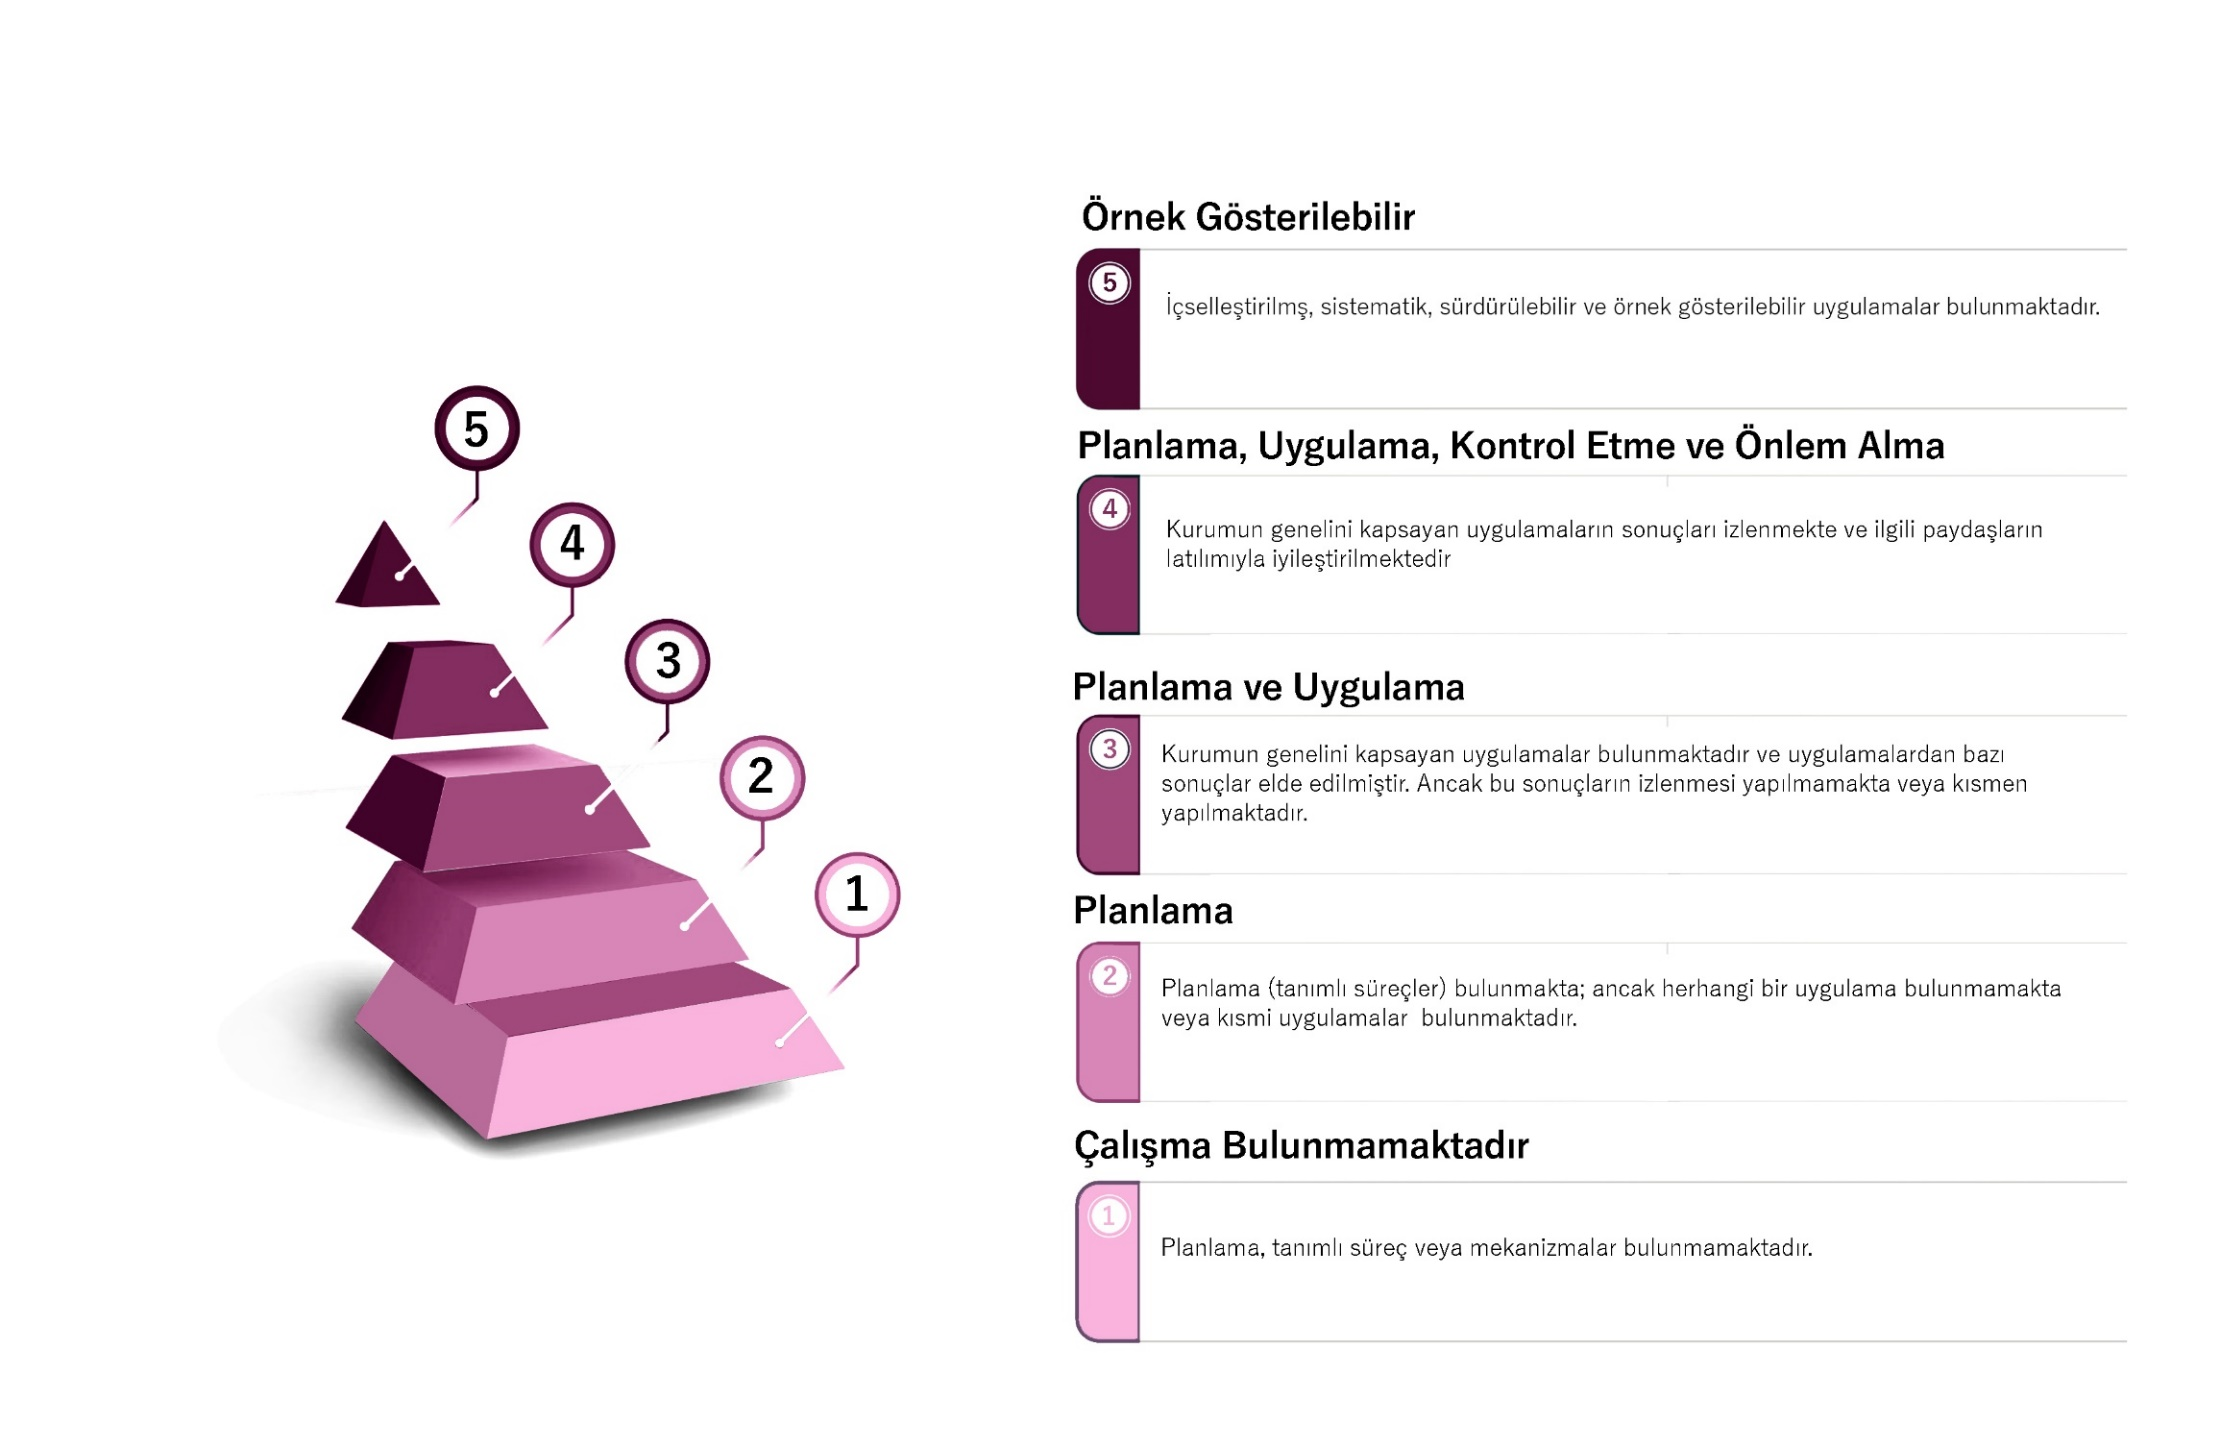 5
4
3
2
1
Örnek Gösterilebilir
5
İçselleştirilmş, sistematik, sürdürülebilir ve örnek gösterilebilir uygulamalar bulunmaktadır.
Planlama, Uygulama, Kontrol Etme ve Önlem Alma
4
Kurumun genelini kapsayan uygulamaların sonuçları izlenmekte ve ilgili paydaşların
latılımıyla iyileştirilmektedir
Planlama ve Uygulama
3
Kurumun genelini kapsayan uygulamalar bulunmaktadır ve uygulamalardan bazı
sonuçlar elde edilmiştir. Ancak bu sonuçların izlenmesi yapılmamakta veya kısmen
yapılmaktadır.
Planlama
2
Planlama (tanımlı süreçler) bulunmakta; ancak herhangi bir uygulama bulunmamakta
veya kısmi uygulamalar  bulunmaktadır.
Çalışma Bulunmamaktadır
1
Planlama, tanımlı süreç veya mekanizmalar bulunmamaktadır.